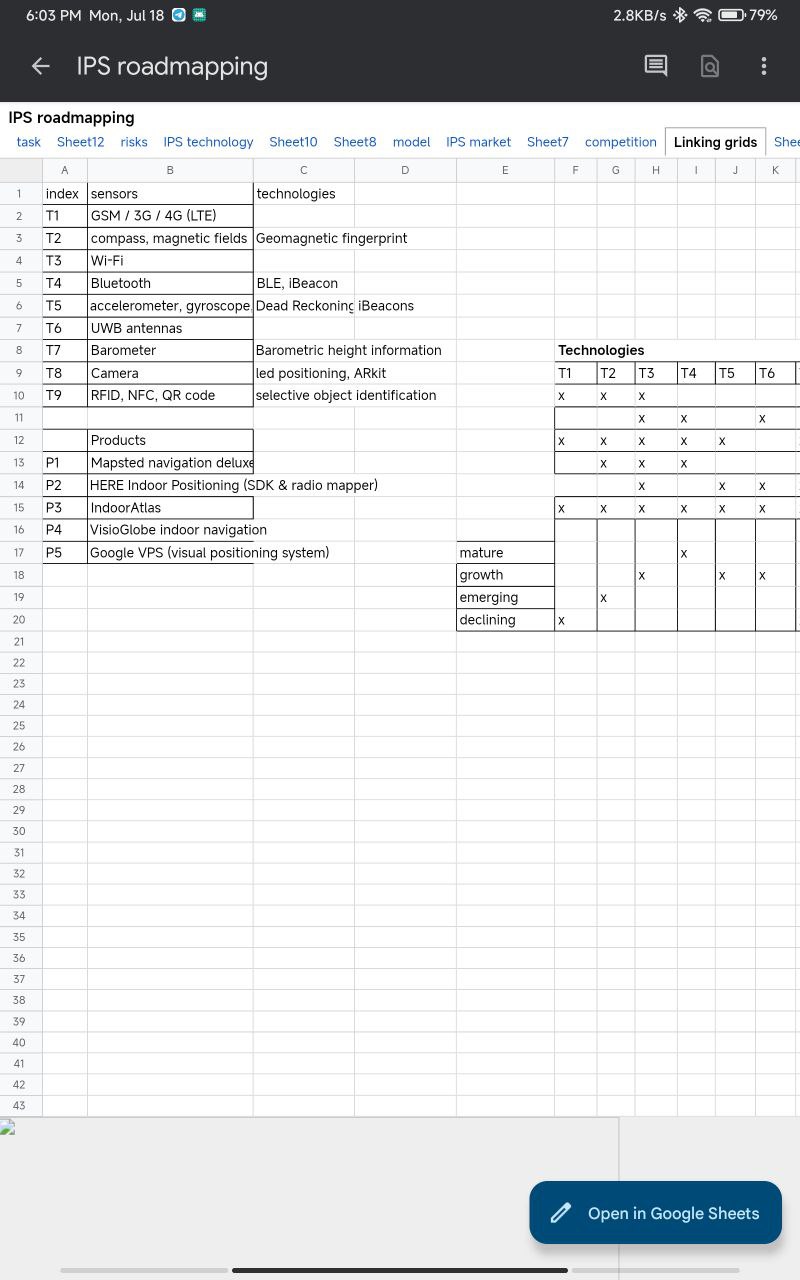 6:03 PM Mon, Jul 18 2.8KB/s 79%
IPS roadmapping
IPS roadmapping
task Sheet12 risks IPS technology Sheet10 Sheet8 model IPS market Sheet7 competition Linking grids Shee
A B C D E F G H I J K
1 index sensors technologies
2 T1 GSM / 3G / 4G (LTE)
3 T2 compass, magnetic fields Geomagnetic fingerprint
4 T3 Wi-Fi
5 T4 Bluetooth BLE, iBeacon
6 T5 accelerometer, gyroscope, Dead Reckoning iBeacons
7 T6 UWB antennas
8 T7 Barometer Barometric height information Technologies
9 T8 Camera led positioning, ARkit T1 T2 T3 T4 T5 T6
10 T9 RFID, NFC, QR code selective object identification x x x
11 x x x
12 Products x x x x x
13 P1 Mapsted navigation deluxe x x x
14 P2 HERE Indoor Positioning (SDK & radio mapper) x x x
15 P3 IndoorAtlas x x x x x x
16 P4 VisioGlobe indoor navigation
17 P5 Google VPS (visual positioning system) mature x
18 growth x x x
19 emerging x
20 declining x
21
22
23
24
25
26
27
28
29
30
31
32
33
34
35
36
37
38
39
40
41
42
43
Open in Google Sheets